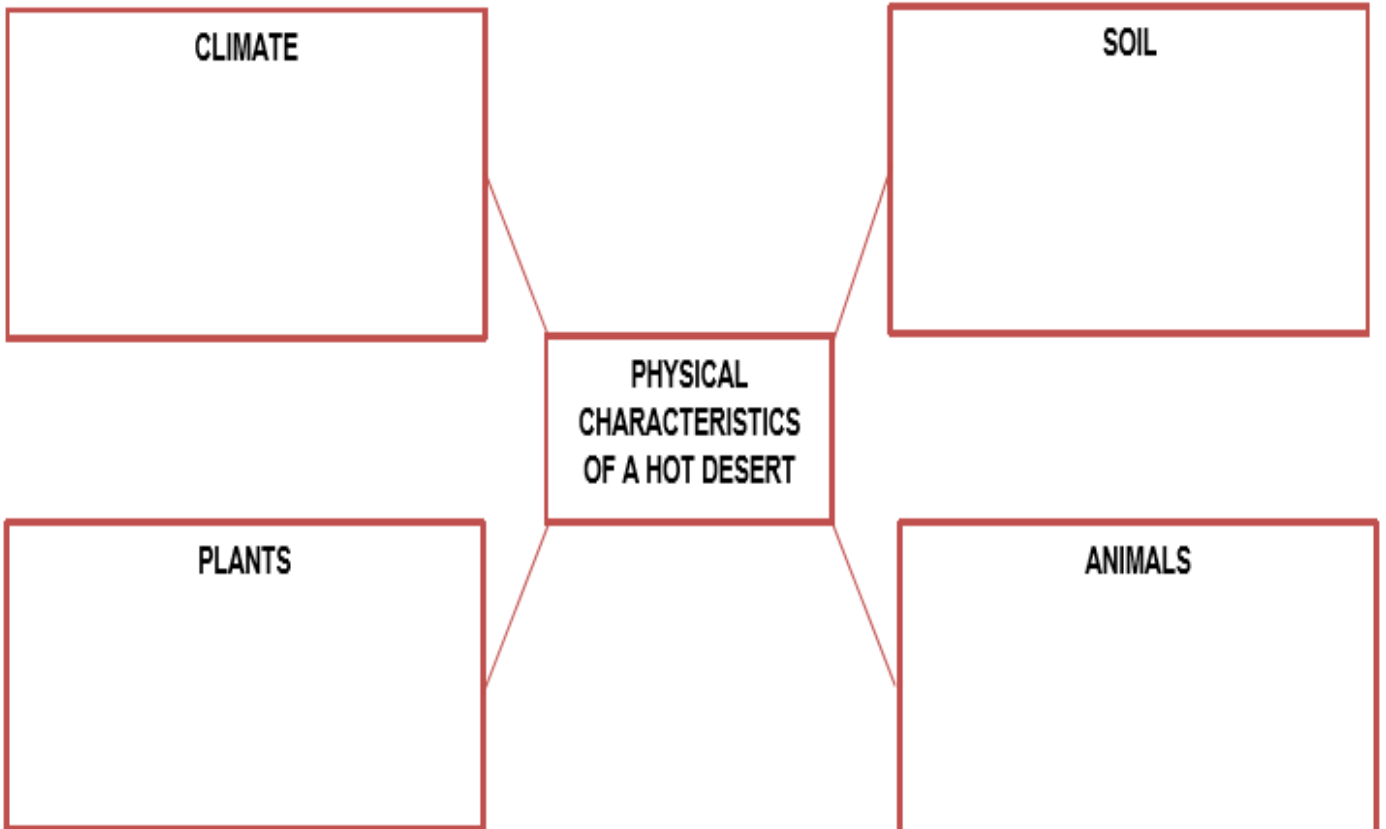 CLIMATE
SOIL
PHYSICAL
CHARACTERISTICS
OF A HOT DESERT
PLANTS
ANIMALS